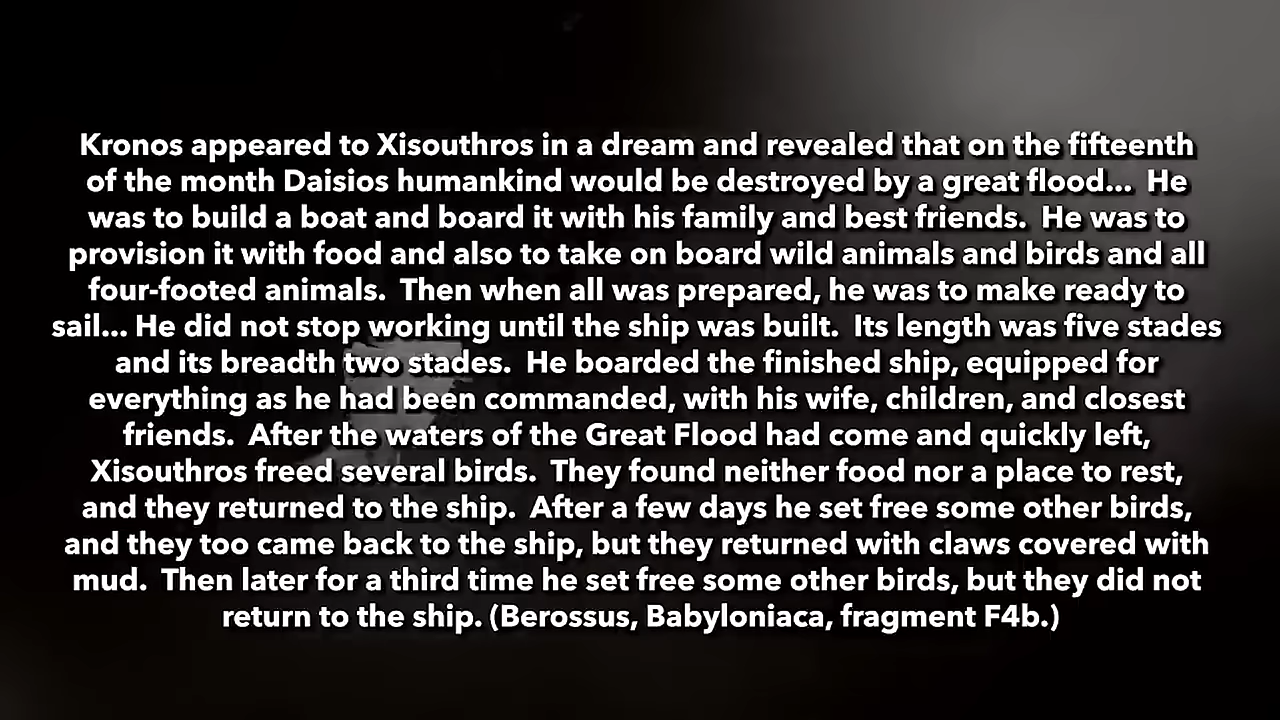 Kronos appeared to Xisouthros in a dream and revealed that on the fifteenth
of the month Daisios humankind would be destroyed by a great flood...  He
was to build a boat and board it with his family and best friends.  He was to
provision it with food and also to take on board wild animals and birds and all
four-footed animals.  Then when all was prepared, he was to make ready to
sail... He did not stop working until the ship was built.  Its length was five stades
and its breadth two stades.  He boarded the finished ship, equipped for
everything as he had been commanded, with his wife, children, and closest
friends.  After the waters of the Great Flood had come and quickly left,
Xisouthros freed several birds.  They found neither food nor a place to rest,
and they returned to the ship.  After a few days he set free some other birds,
and they too came back to the ship, but they returned with claws covered with
mud.  Then later for a third time he set free some other birds, but they did not
return to the ship. (Berossus, Babyloniaca, fragment F4b.)